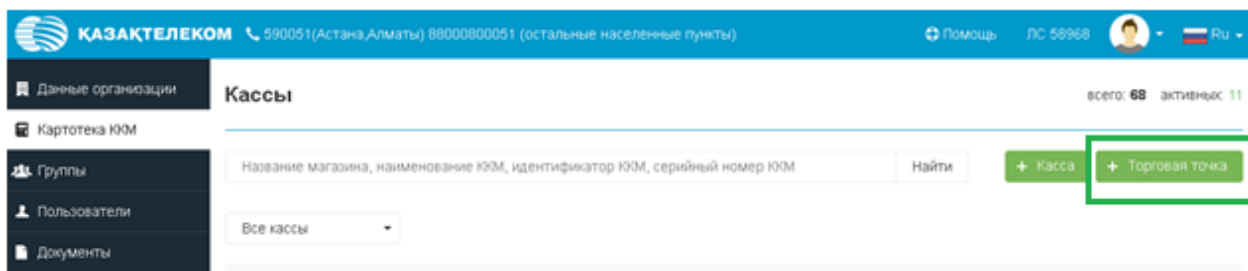 ҚАЗАҚТЕЛЕКОМ 590051(Астана,Алматы) 88000800051 (остальные населенные пункты) Помощь ЛС 58968 Ru
Данные организации
Кассы
всего: 68 активных: 11
Картотека ККМ
Название магазина, наименование ККМ, идентификатор ККМ, серийный номер ККМ
Найти
+ Касса
+ Торговая точка
Группы
Пользователи
Все кассы
Документы